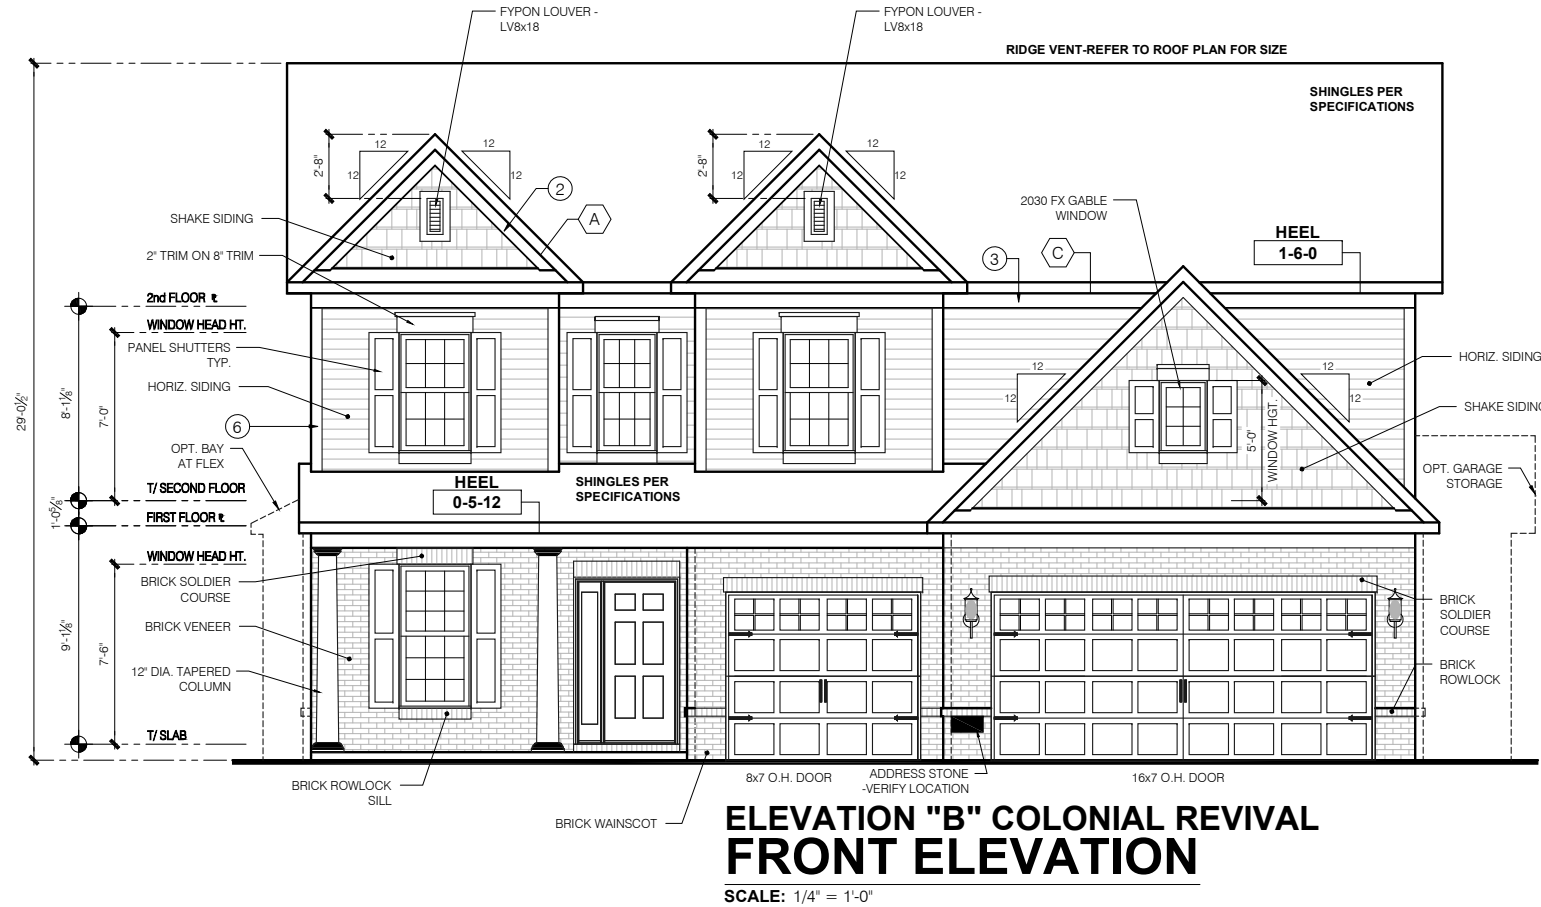 FYPON LOUVER -
LV8x18
FYPON LOUVER -
LV8x18
RIDGE VENT-REFER TO ROOF PLAN FOR SIZE
SHINGLES PER
SPECIFICATIONS
12
12
12
12
2'-8"
12
12
12
12
2'-8"
2
A
SHAKE SIDING
2" TRIM ON 8" TRIM
2030 FX GABLE
WINDOW
HEEL
1-6-0
3
C
2nd FLOOR ℄
WINDOW HEAD HT.
PANEL SHUTTERS
TYP.
HORIZ. SIDING
6
OPT. BAY
AT FLEX
T/ SECOND FLOOR
FIRST FLOOR ℄
WINDOW HEAD HT.
29'-0½"
8'-1⅛"
7'-0"
1'-0⅝"
9'-1⅛"
7'-6"
HEEL
0-5-12
SHINGLES PER
SPECIFICATIONS
12
12
12
12
5'-0"
WINDOW HGT.
HORIZ. SIDING
SHAKE SIDING
OPT. GARAGE
STORAGE
BRICK SOLDIER
COURSE
BRICK VENEER
12" DIA. TAPERED
COLUMN
T/ SLAB
BRICK
SOLDIER
COURSE
BRICK
ROWLOCK
BRICK ROWLOCK
SILL
BRICK WAINSCOT
8x7 O.H. DOOR
ADDRESS STONE
-VERIFY LOCATION
16x7 O.H. DOOR
ELEVATION "B" COLONIAL REVIVAL
FRONT ELEVATION
SCALE: 1/4" = 1'-0"